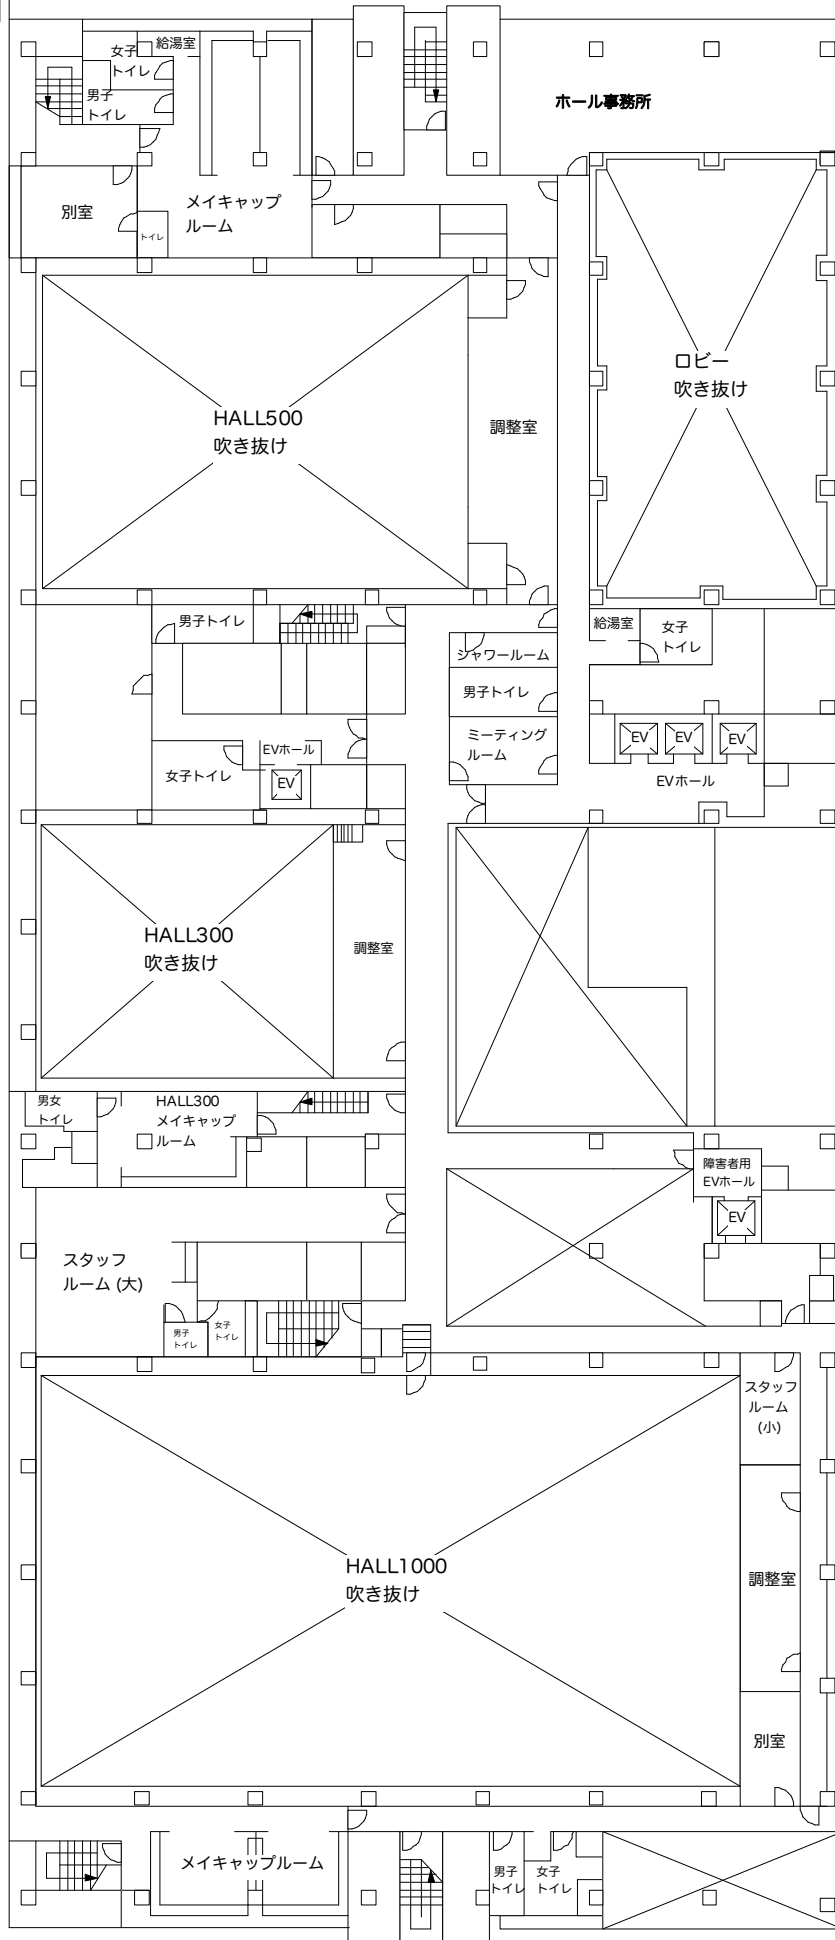 女子
トイレ
給湯室
男子
トイレ
ホール事務所
別室
トイレ
メイキャップ
ルーム
HALL500
吹き抜け
調整室
ロビー
吹き抜け
男子トイレ
シャワールーム
男子トイレ
ミーティング
ルーム
給湯室
女子
トイレ
女子トイレ
EVホール
EV
EV
EV
EV
EVホール
HALL300
吹き抜け
調整室
男女
トイレ
HALL300
メイキャップ
ルーム
障害者用
EVホール
EV
スタッフ
ルーム (大)
男子
トイレ
女子
トイレ
スタッフ
ルーム
(小)
HALL1000
吹き抜け
調整室
別室
メイキャップルーム
男子
トイレ
女子
トイレ